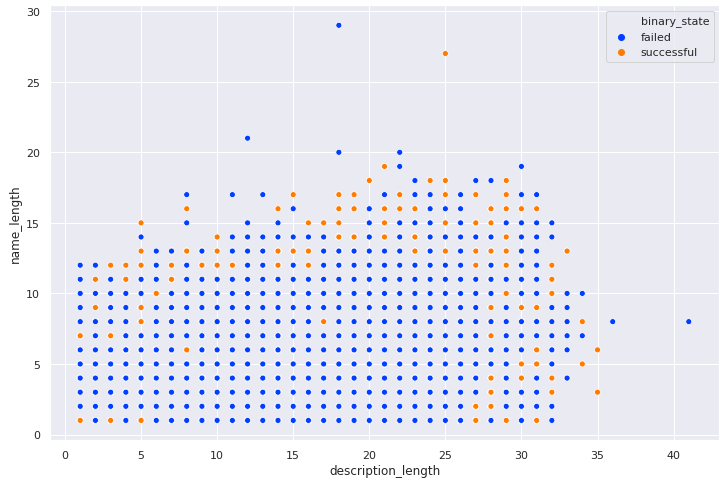 binary_state
failed
successful
name_length
30
25
20
15
10
5
0
0 5 10 15 20 25 30 35 40
description_length